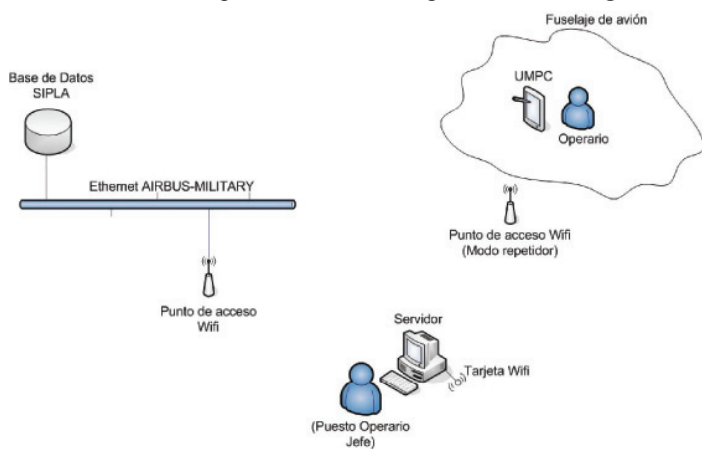 Fuselaje de avión
Base de Datos
SIPLA
UMPC
Operario
Ethernet AIRBUS-MILITARY
Punto de acceso Wifi
(Modo repetidor)
Punto de acceso
Wifi
Servidor
Tarjeta Wifi
(Puesto Operario
Jefe)